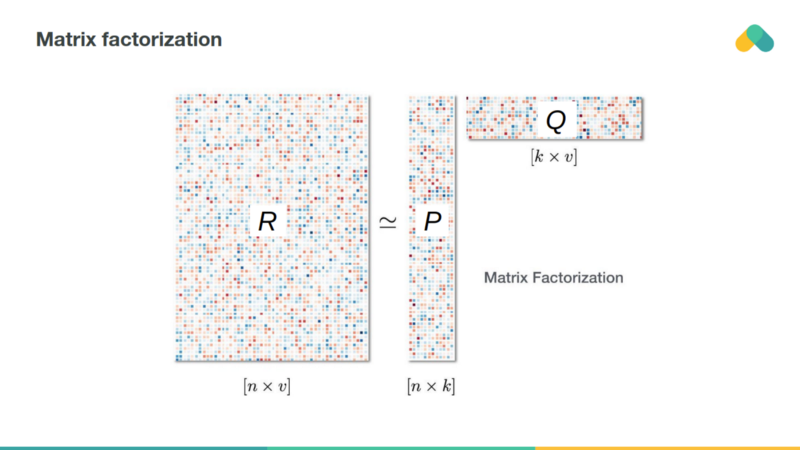 Matrix factorization
R
≃
P
Q
[k × v]
Matrix Factorization
[n × v]
[n × k]